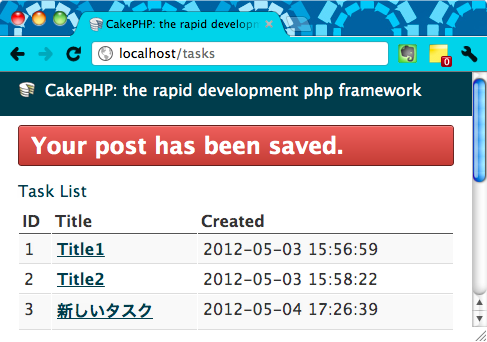 CakePHP: the rapid developm
localhost/tasks
0
CakePHP: the rapid development php framework
Your post has been saved.
Task List
ID Title Created
1 Title1 2012-05-03 15:56:59
2 Title2 2012-05-03 15:58:22
3 新しいタスク 2012-05-04 17:26:39